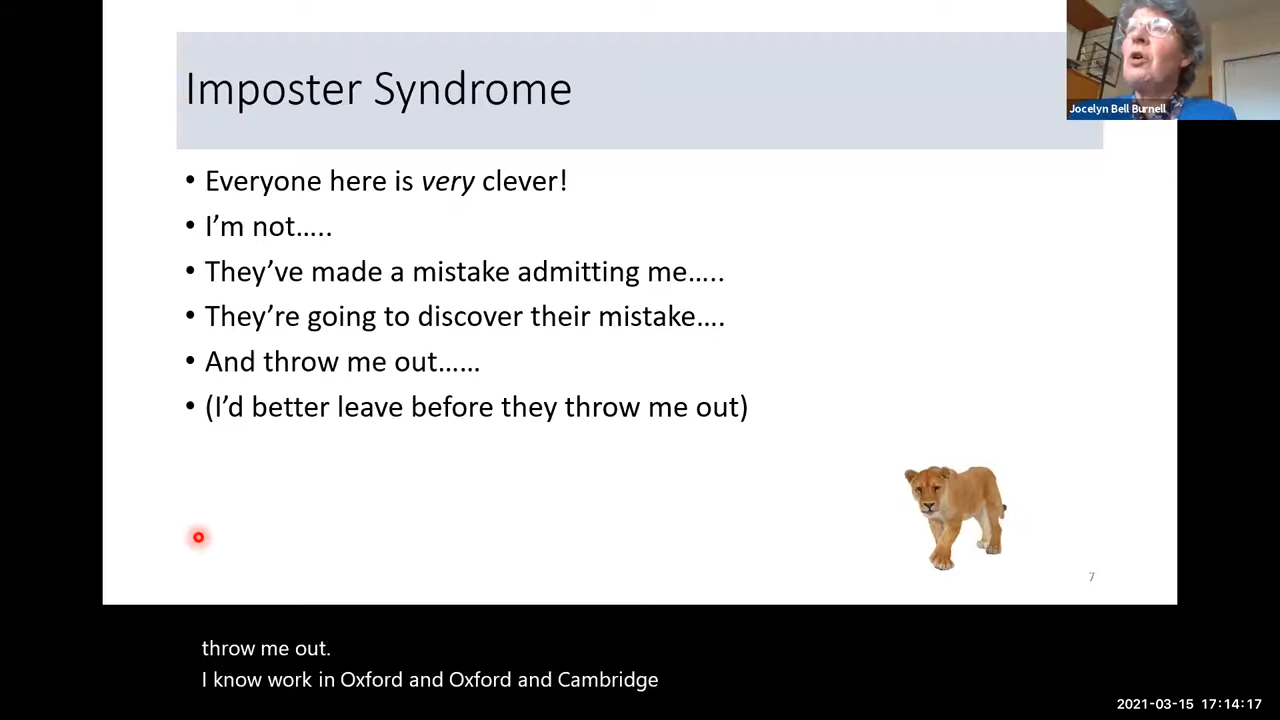 Imposter Syndrome
Jocelyn Bell Burnell
• Everyone here is very clever!
• I’m not…..
• They’ve made a mistake admitting me…..
• They’re going to discover their mistake….
• And throw me out……
• (I’d better leave before they throw me out)
7
throw me out.
I know work in Oxford and Oxford and Cambridge
2021-03-15 17:14:17